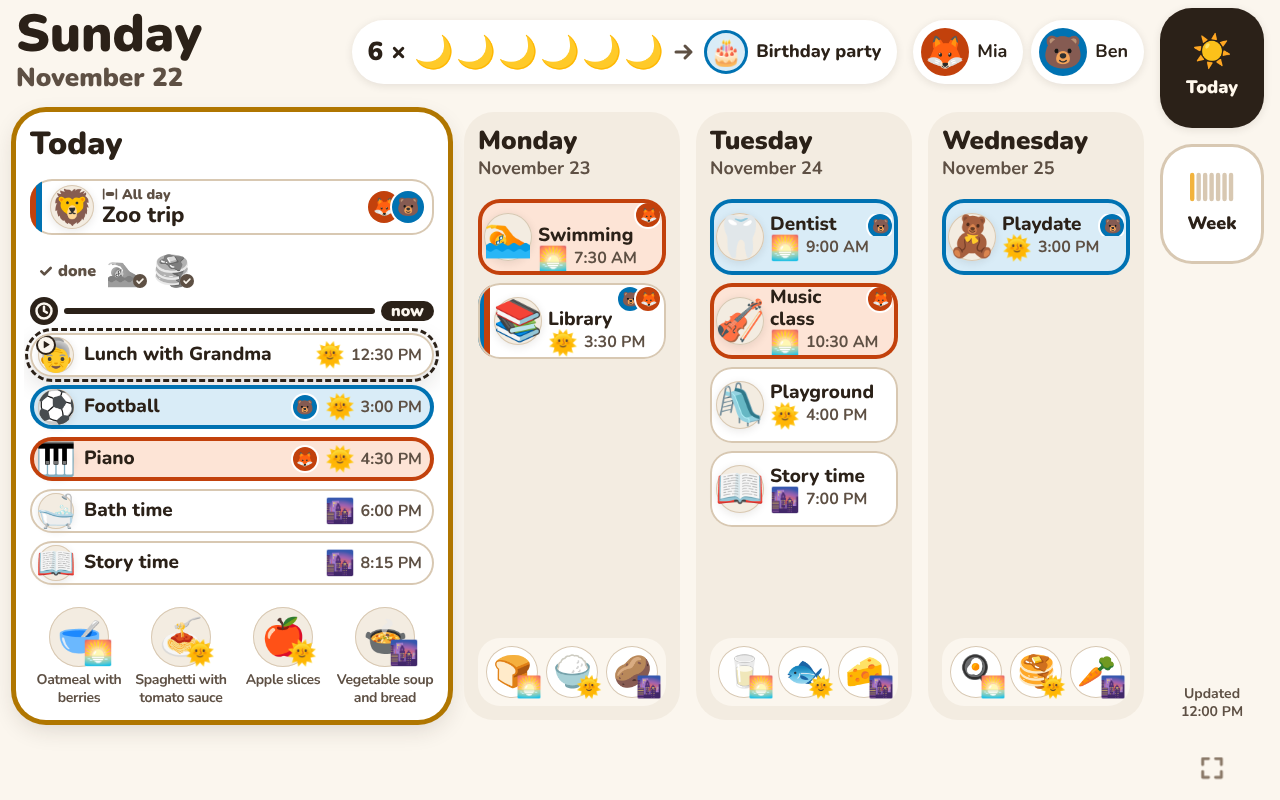 Sunday
November 22
6 ×
Birthday party
Mia
Ben
Today
Week
Today
All day
Zoo trip
done
now
Lunch with Grandma
12:30 PM
Football
3:00 PM
Piano
4:30 PM
Bath time
6:00 PM
Story time
8:15 PM
Oatmeal with
berries
Spaghetti with
tomato sauce
Apple slices
Vegetable soup
and bread
Monday
November 23
Swimming
7:30 AM
Library
3:30 PM
Tuesday
November 24
Dentist
9:00 AM
Music
class
10:30 AM
Playground
4:00 PM
Story time
7:00 PM
Wednesday
November 25
Playdate
3:00 PM
Updated
12:00 PM